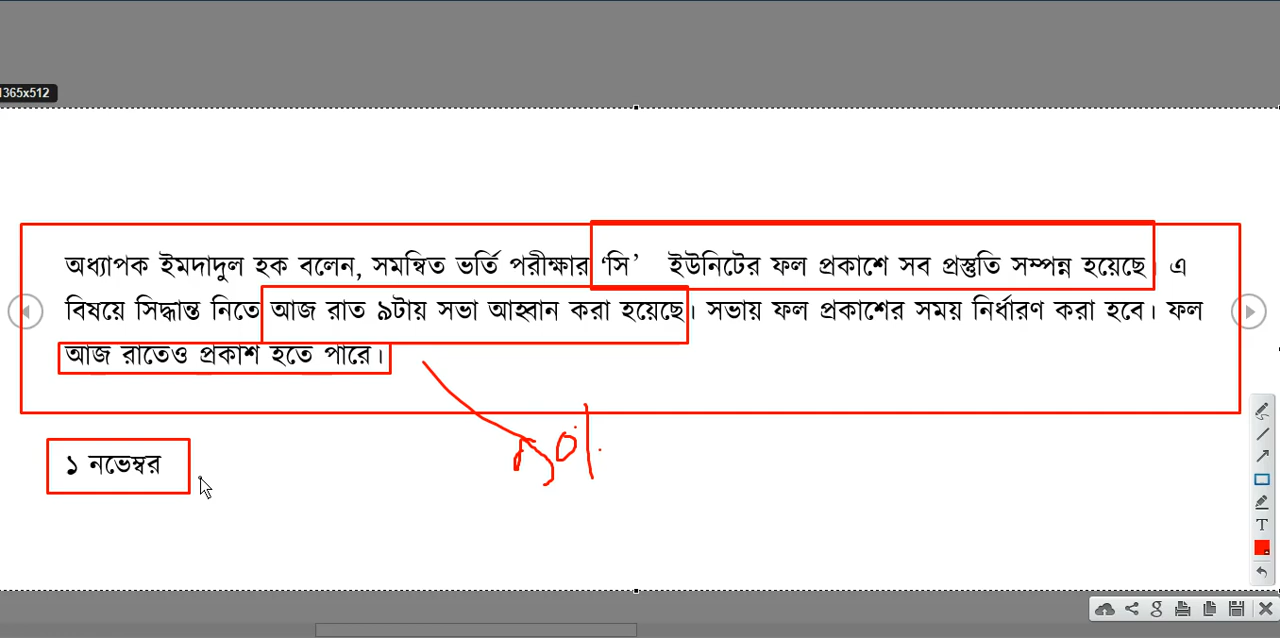 1365x512
অধ্যাপক ইমদাদুল হক বলেন, সমন্বিত ভর্তি পরীক্ষার ‘সি’ ইউনিটের ফল প্রকাশে সব প্রস্তুতি সম্পন্ন হয়েছে। এ
বিষয়ে সিদ্ধান্ত নিতে আজ রাত ৯টায় সভা আহ্বান করা হয়েছে। সভায় ফল প্রকাশের সময় নির্ধারণ করা হবে। ফল
আজ রাতেও প্রকাশ হতে পারে।
১ নভেম্বর